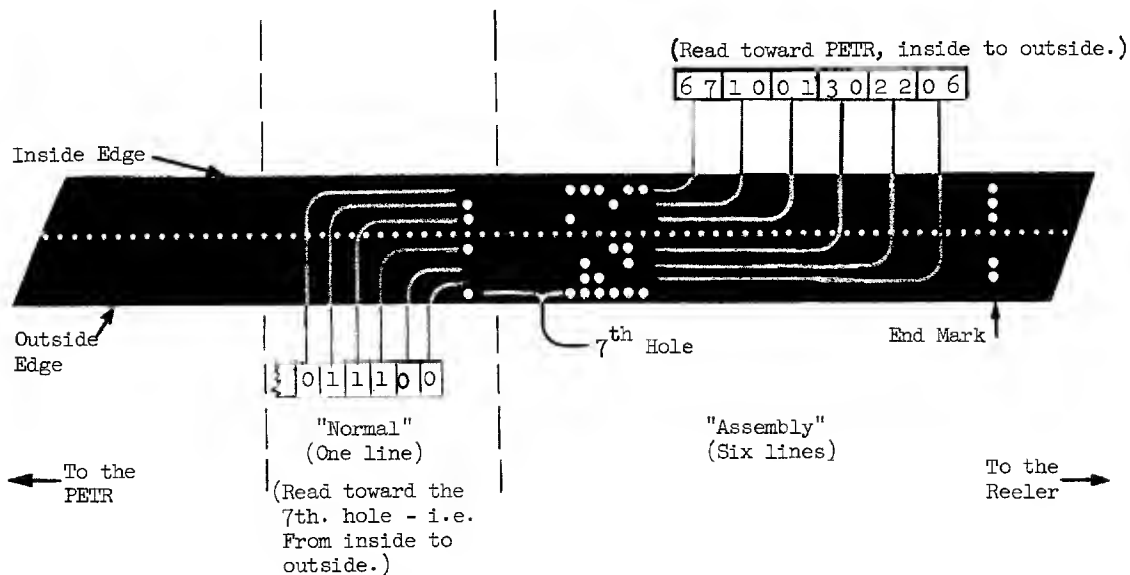 (Read toward PETR, inside to outside.)
6 7 1 0 0 1 3 0 2 2 0 6
Inside Edge
Outside
Edge
7th Hole
End Mark
0 1 1 1 0 0
"Normal"
(One line)
"Assembly"
(Six lines)
To the
PETR
To the
Reeler
(Read toward the
7th. hole - i.e.
From inside to
outside.)